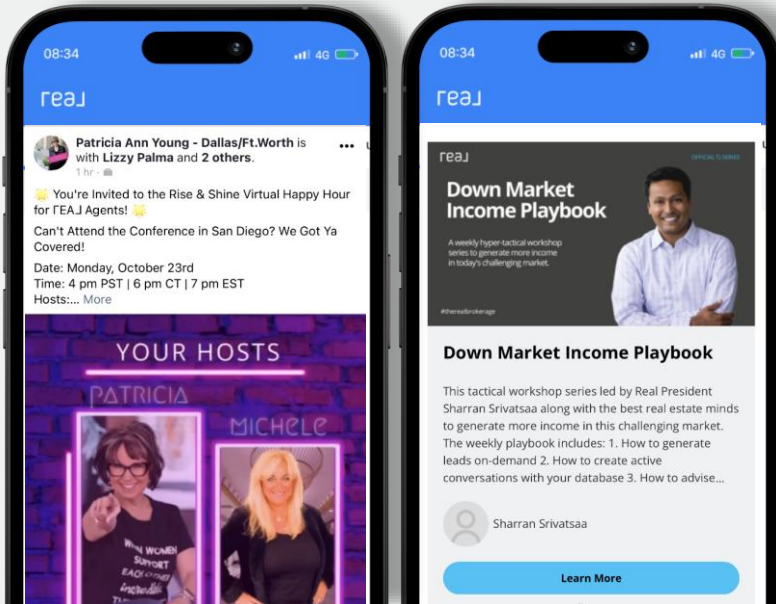 08:34
4G
real
Patricia Ann Young - Dallas/Ft.Worth is
with Lizzy Palma and 2 others.
1 hr ·
🌟 You're Invited to the Rise & Shine Virtual Happy Hour
for ΓEA⅃ Agents! 🌟
Can't Attend the Conference in San Diego? We Got Ya
Covered!
Date: Monday, October 23rd
Time: 4 pm PST | 6 pm CT | 7 pm EST
Hosts:... More
YOUR HOSTS
PATRICIA
MICHELE
WHEN WOMEN
SUPPORT
EACH OTHER
incredible
08:34
4G
real
real
OFFICIAL SERIES
Down Market
Income Playbook
A weekly hyper-tactical workshop
series to generate more income
in today's challenging market.
#therealbrokerage
Down Market Income Playbook
This tactical workshop series led by Real President
Sharran Srivatsaa along with the best real estate minds
to generate more income in this challenging market.
The weekly playbook includes: 1. How to generate
leads on-demand 2. How to create active
conversations with your database 3. How to advise...
Sharran Srivatsaa
Learn More